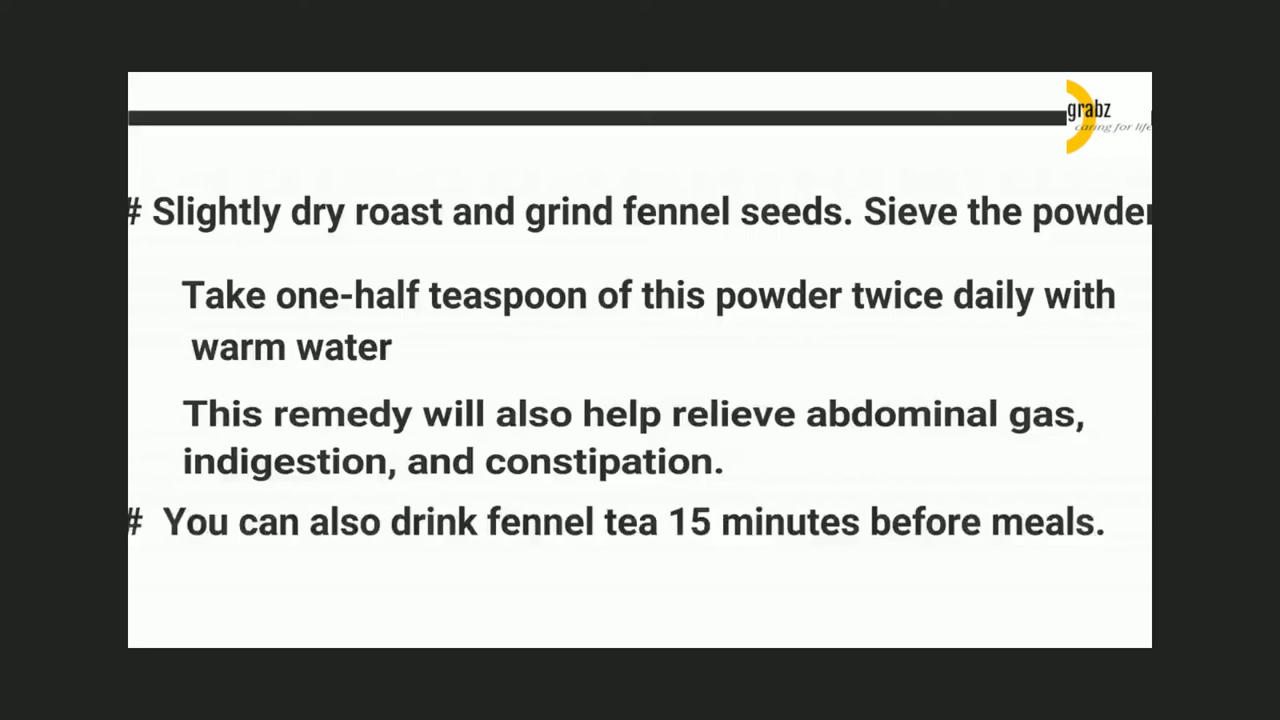 grabz
caring for life
# Slightly dry roast and grind fennel seeds. Sieve the powder
Take one-half teaspoon of this powder twice daily with
warm water
This remedy will also help relieve abdominal gas,
indigestion, and constipation.
# You can also drink fennel tea 15 minutes before meals.